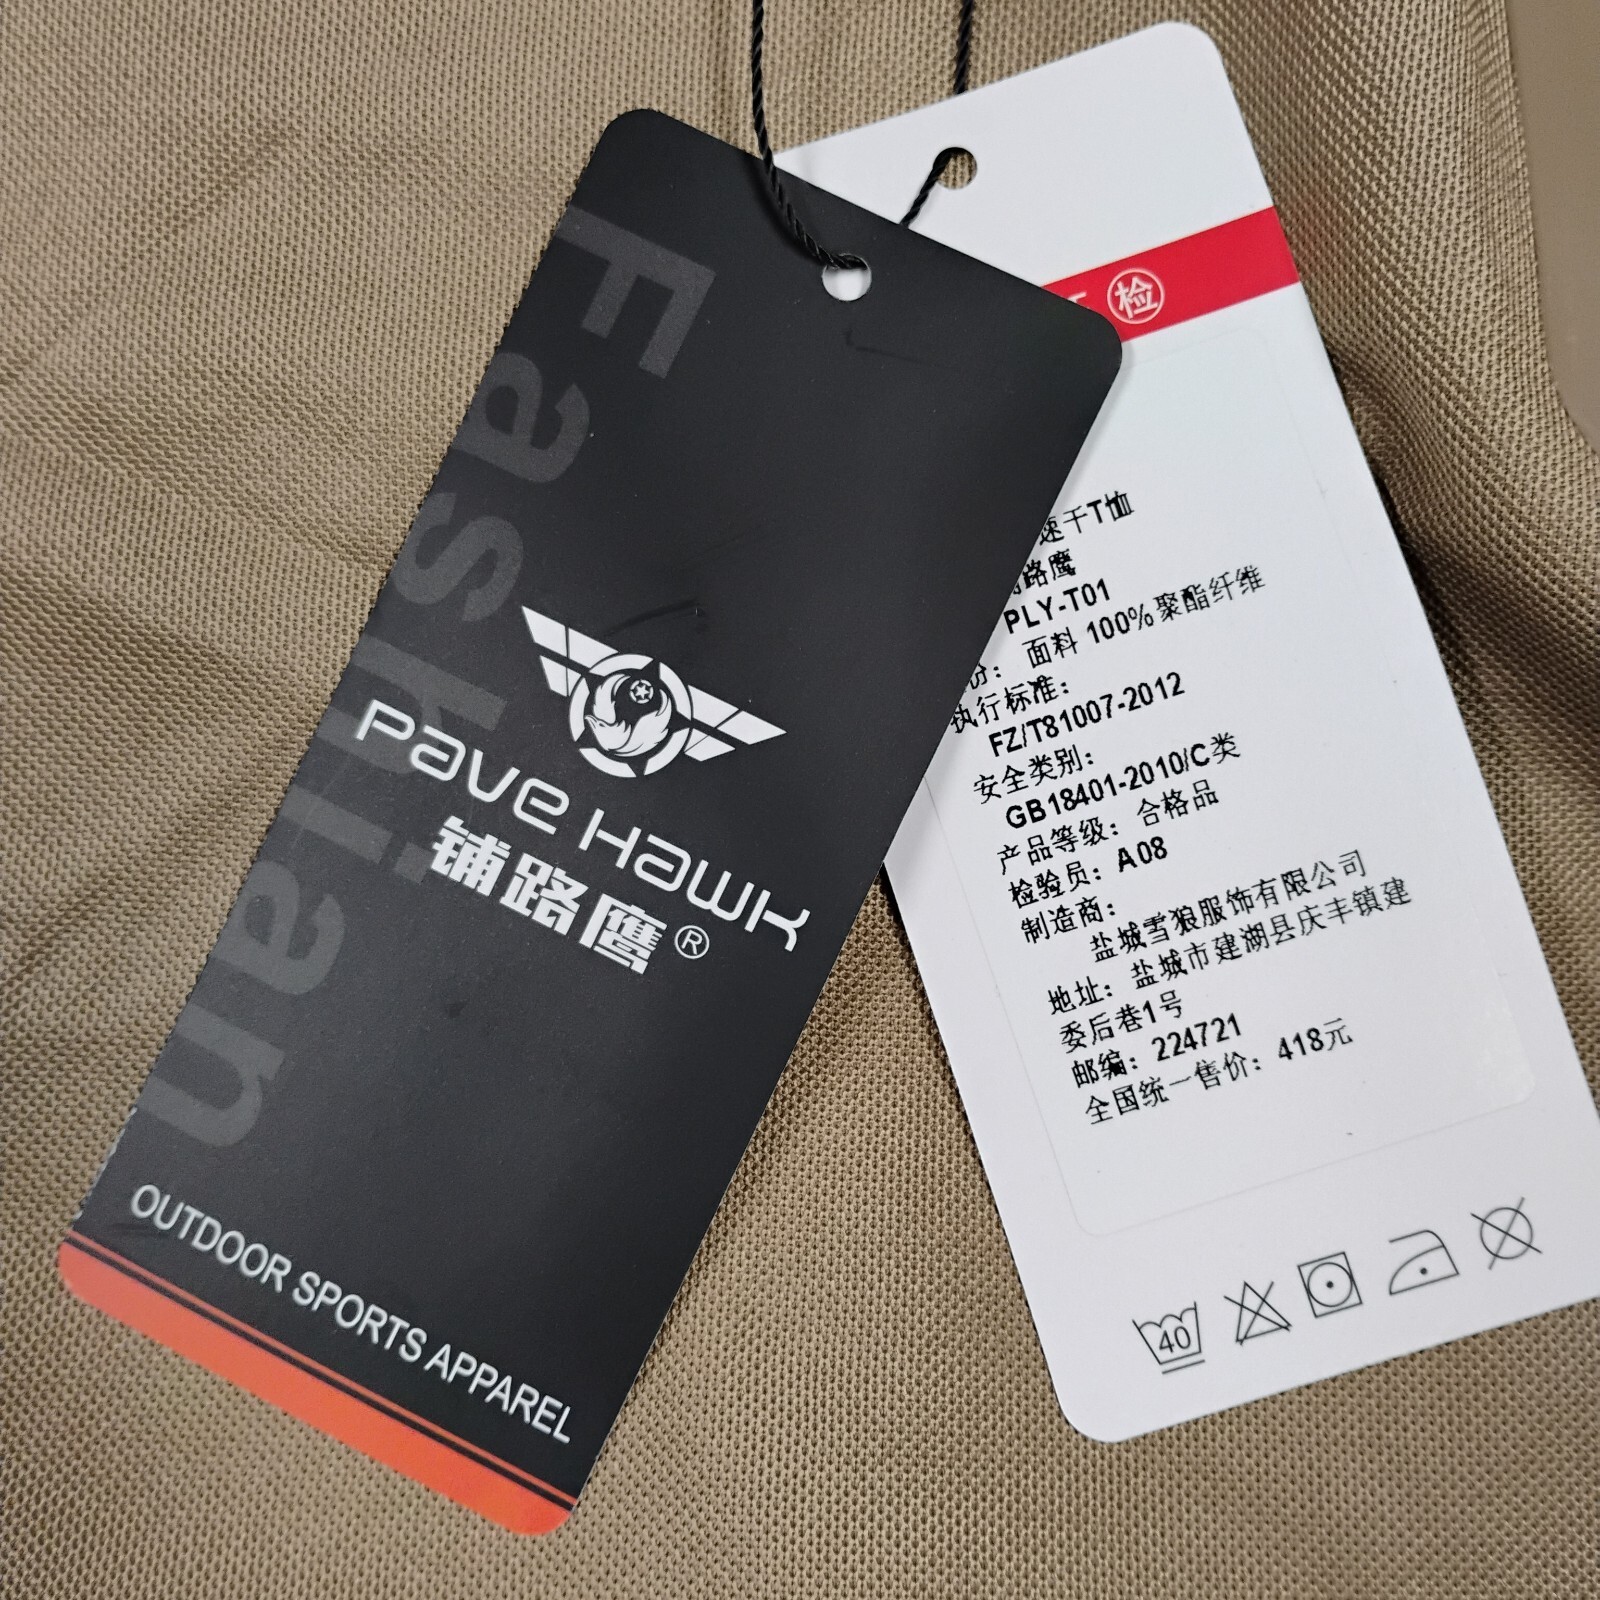 Fashion
Pave Hawk
铺路鹰®
OUTDOOR SPORTS APPAREL
检
速干T恤
路鹰
PLY-T01
份: 面料 100%聚酯纤维
执行标准:
FZ/T81007-2012
安全类别:
GB18401-2010/C类
产品等级: 合格品
检验员: A08
制造商:
盐城雪狼服饰有限公司
地址: 盐城市建湖县庆丰镇建
委后巷1号
邮编: 224721
全国统一售价: 418元
40